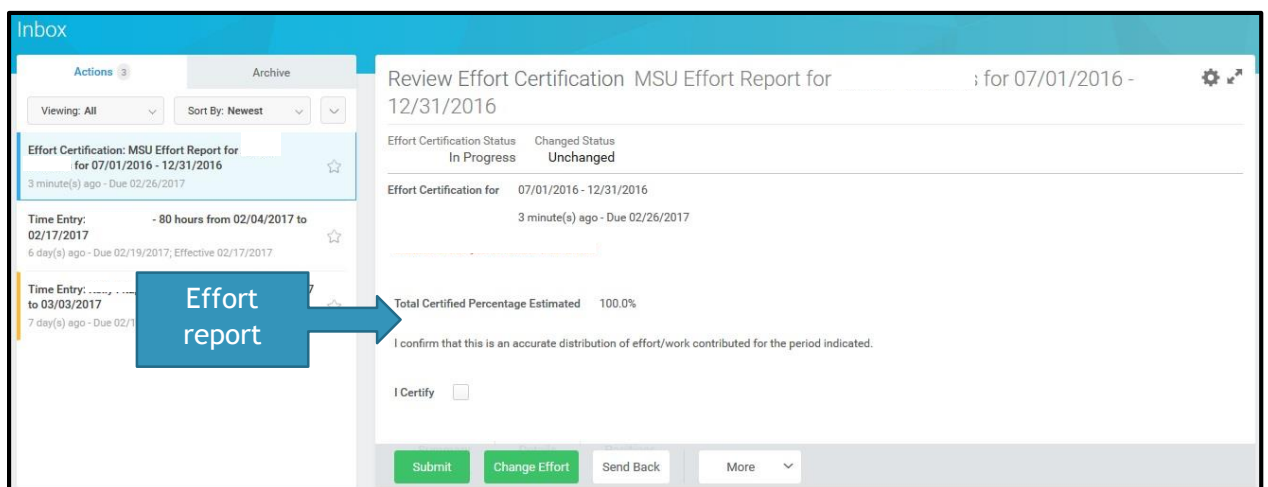 Inbox
Actions 3
Archive
Viewing: All
Sort By: Newest
Effort Certification: MSU Effort Report for
for 07/01/2016 - 12/31/2016
3 minute(s) ago - Due 02/26/2017
Time Entry: - 80 hours from 02/04/2017 to
02/17/2017
6 day(s) ago - Due 02/19/2017; Effective 02/17/2017
Time Entry:
to 03/03/2017
7 day(s) ago - Due
Effort
report
Review Effort Certification MSU Effort Report for s for 07/01/2016 -
12/31/2016
Effort Certification Status Changed Status
In Progress Unchanged
Effort Certification for 07/01/2016 - 12/31/2016
3 minute(s) ago - Due 02/26/2017
Total Certified Percentage Estimated 100.0%
I confirm that this is an accurate distribution of effort/work contributed for the period indicated.
I Certify
Submit
Change Effort
Send Back
More